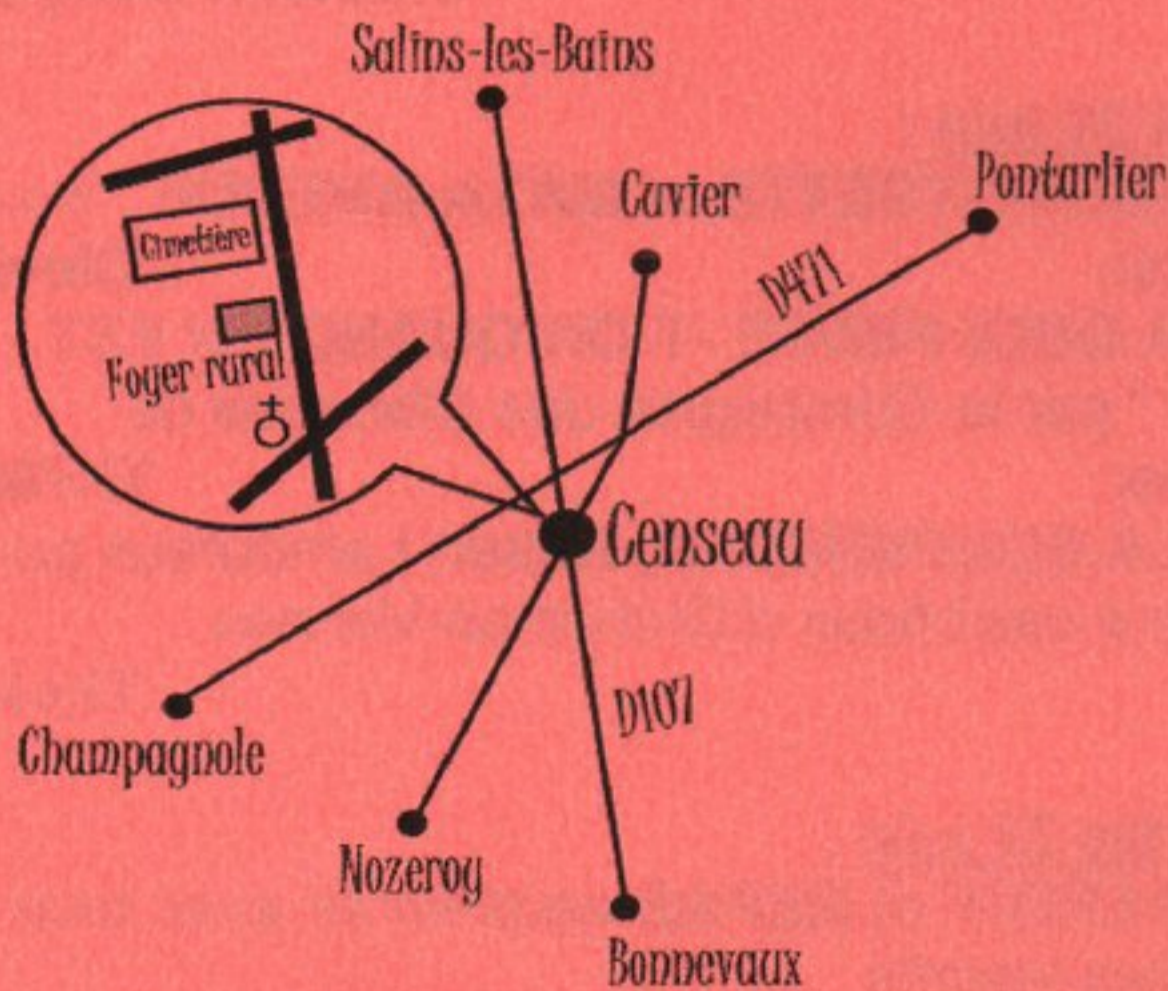 Salins-les-Bains
Cuvier
Pontarlier
D471
Cimetière
Foyer rural
Censeau
Champagnole
D107
Nozeroy
Bonnevaux